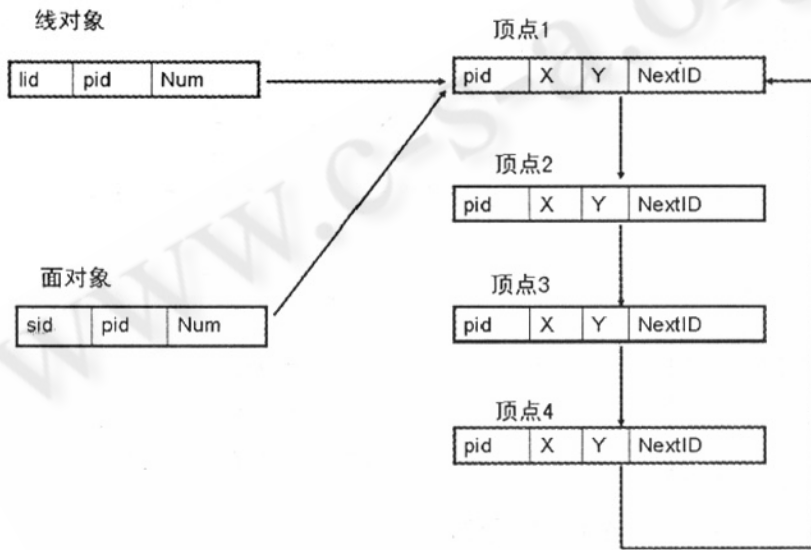 线对象
lid pid Num
顶点1
pid X Y NextID
顶点2
pid X Y NextID
面对象
sid pid Num
顶点3
pid X Y NextID
顶点4
pid X Y NextID
www.c-s-a.o